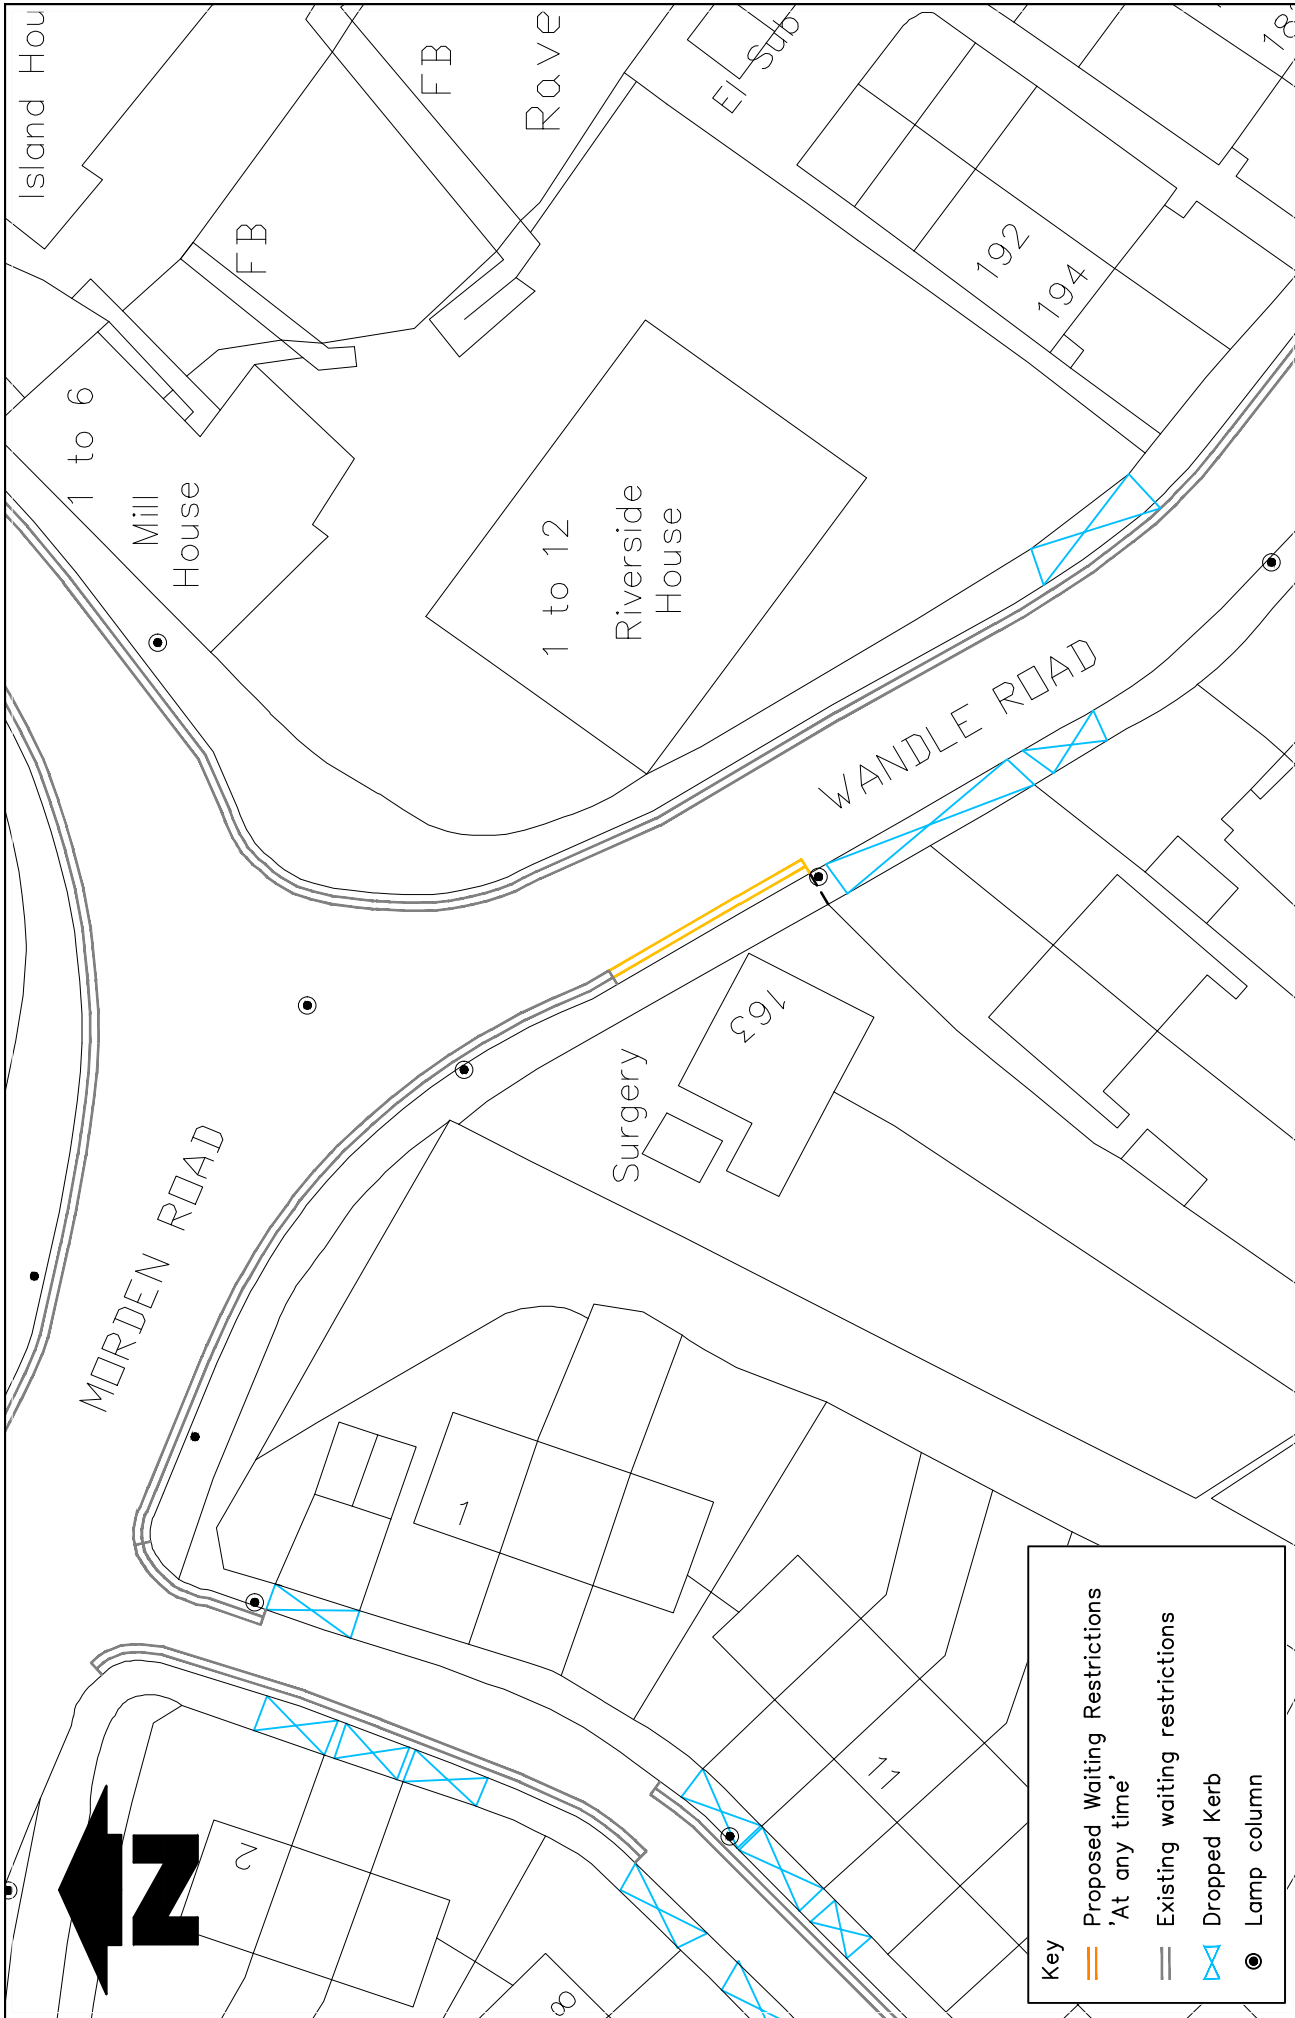 Island Hou
FB
FB
Rave
El Sub
18
192
194
1 to 6
Mill
House
1 to 12
Riverside
House
WANDLE ROAD
MORDEN ROAD
163
Surgery
1
11
2
8
N
Key
Proposed Waiting Restrictions
'At any time'
Existing waiting restrictions
Dropped Kerb
Lamp column